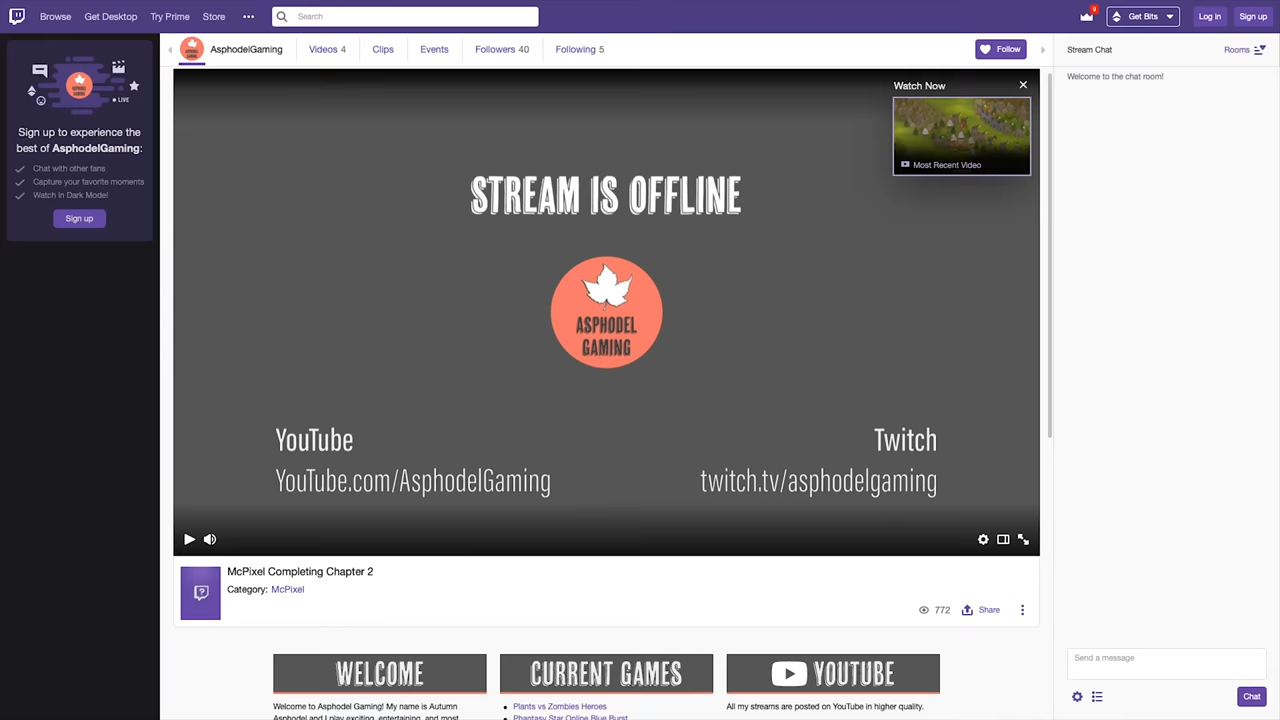 Browse Get Desktop Try Prime Store ••• Search 9 Get Bits Log in Sign up
AsphodelGaming Videos 4 Clips Events Followers 40 Following 5 Follow
Stream Chat Rooms
Welcome to the chat room!
LIVE
Sign up to experience the
best of AsphodelGaming:
Chat with other fans
Capture your favorite moments
Watch in Dark Mode!
Sign up
Watch Now
Most Recent Video
STREAM IS OFFLINE
ASPHODEL
GAMING
YouTube
YouTube.com/AsphodelGaming
Twitch
twitch.tv/asphodelgaming
McPixel Completing Chapter 2
Category: McPixel
772 Share
WELCOME
Welcome to Asphodel Gaming! My name is Autumn
Asphodel and I play exciting, entertaining, and most
CURRENT GAMES
• Plants vs Zombies Heroes
• Phantasy Star Online Blue Burst
YOUTUBE
All my streams are posted on YouTube in higher quality.
Send a message
Chat